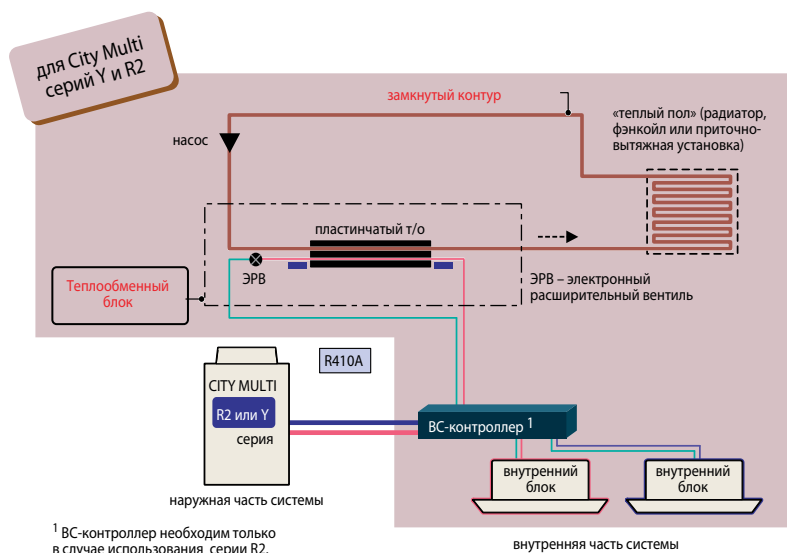 для City Multi
серий Y и R2
замкнутый контур
«теплый пол» (радиатор,
фэнкойл или приточно-
вытяжная установка)
насос
пластинчатый т/о
ЭРВ
ЭРВ – электронный
расширительный вентиль
Теплообменный
блок
R410A
CITY MULTI
R2 или Y
серия
BC-контроллер 1
внутренний
блок
внутренний
блок
наружная часть системы
1 BC-контроллер необходим только
в случае использования серии R2.
внутренняя часть системы